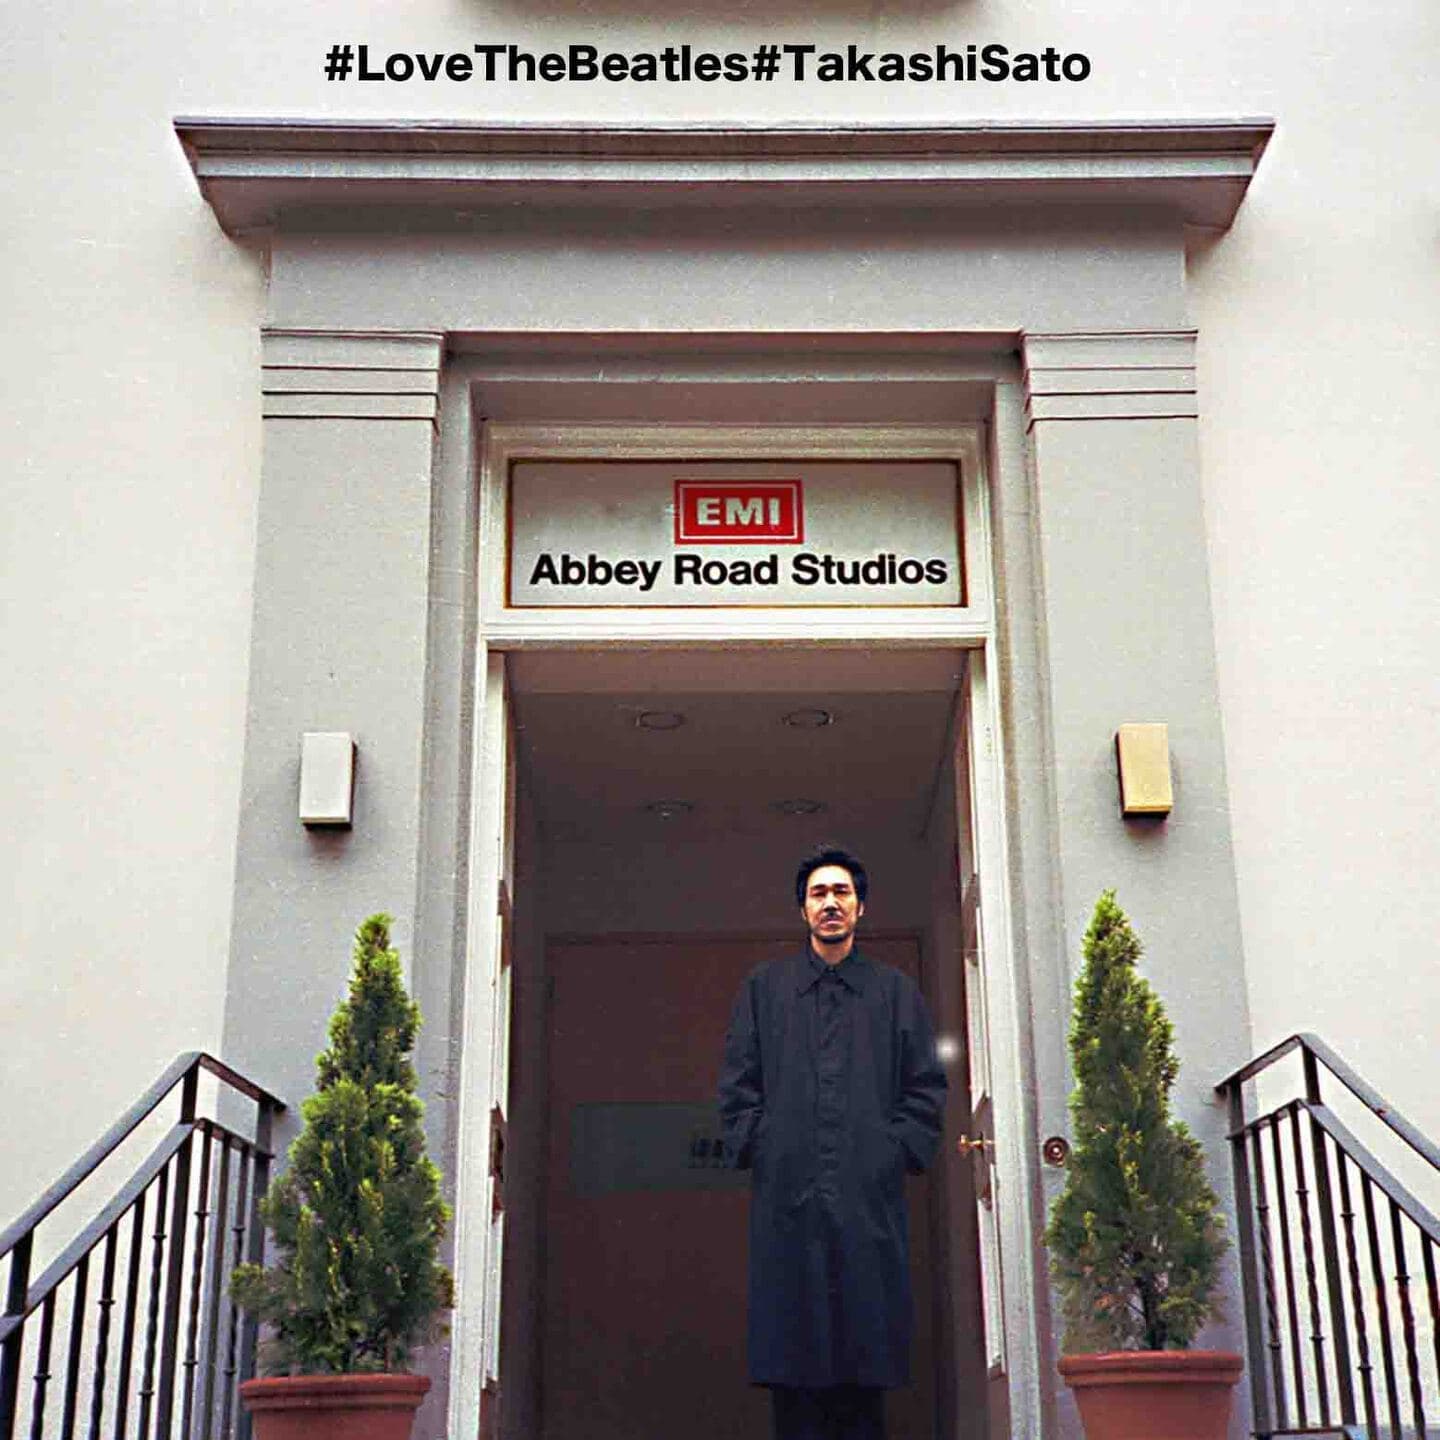 #LoveTheBeatles#TakashiSato
EMI
Abbey Road Studios